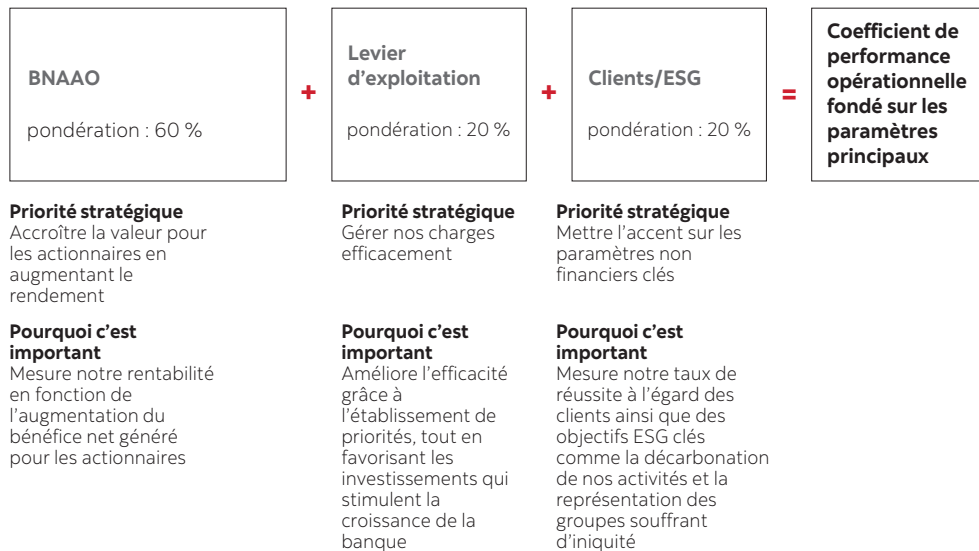 BNAAO
pondération : 60 %
+
Levier
d’exploitation
pondération : 20 %
+
Clients/ESG
pondération : 20 %
=
Coefficient de
performance
opérationnelle
fondé sur les
paramètres
principaux
Priorité stratégique
Accroître la valeur pour
les actionnaires en
augmentant le
rendement
Pourquoi c’est
important
Mesure notre rentabilité
en fonction de
l’augmentation du
bénéfice net généré
pour les actionnaires
Priorité stratégique
Gérer nos charges
efficacement
Pourquoi c’est
important
Améliore l’efficacité
grâce à
l’établissement de
priorités, tout en
favorisant les
investissements qui
stimulent la
croissance de la
banque
Priorité stratégique
Mettre l’accent sur les
paramètres non
financiers clés
Pourquoi c’est
important
Mesure notre taux de
réussite à l’égard des
clients ainsi que des
objectifs ESG clés
comme la décarbonation
de nos activités et la
représentation des
groupes souffrant
d’iniquité